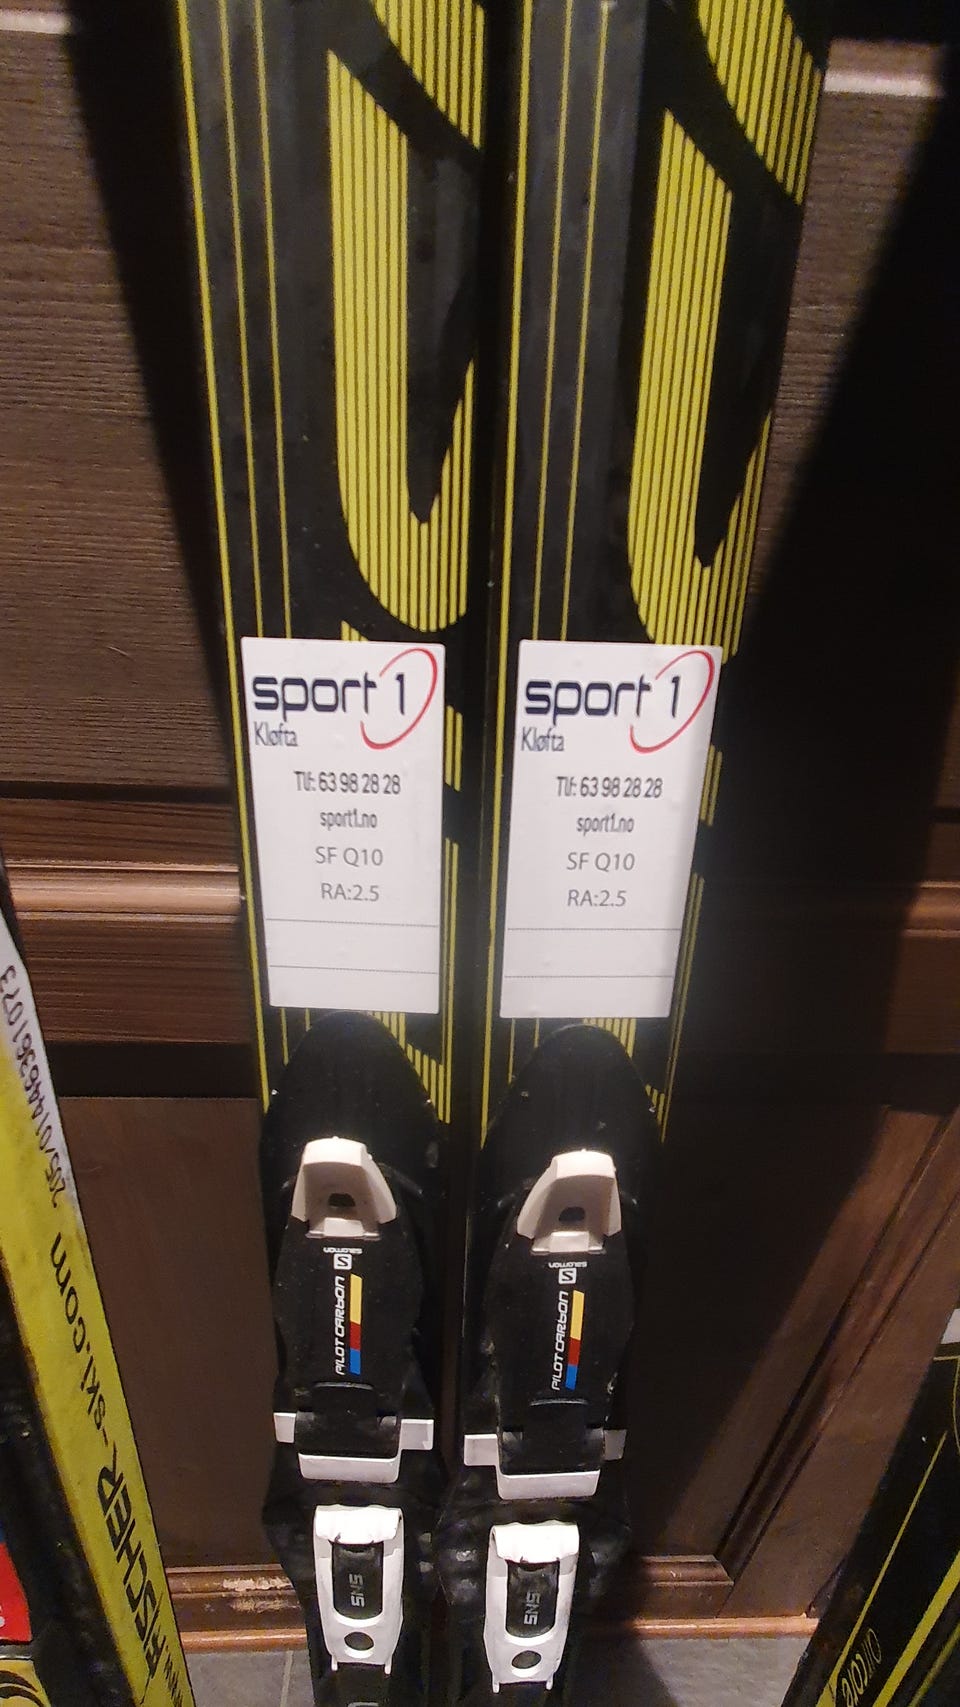 sport 1
Kløfta
Tlf: 63 98 28 28
sport1.no
SF Q10
RA:2.5
sport 1
Kløfta
Tlf: 63 98 28 28
sport1.no
SF Q10
RA:2.5
SALOMON
S
PILOT CARBON
SNS
SALOMON
S
PILOT CARBON
SNS
205/01446361073
FISCHER-ski.com